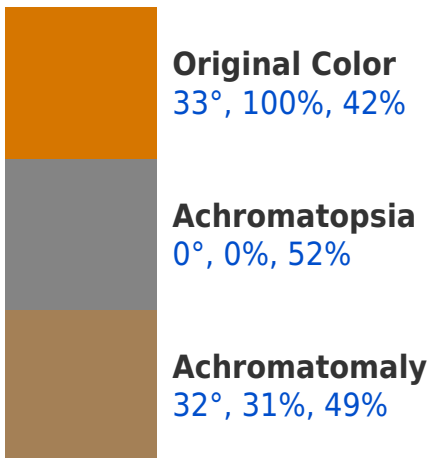 Original Color
33°, 100%, 42%
Achromatopsia
0°, 0%, 52%
Achromatomaly
32°, 31%, 49%